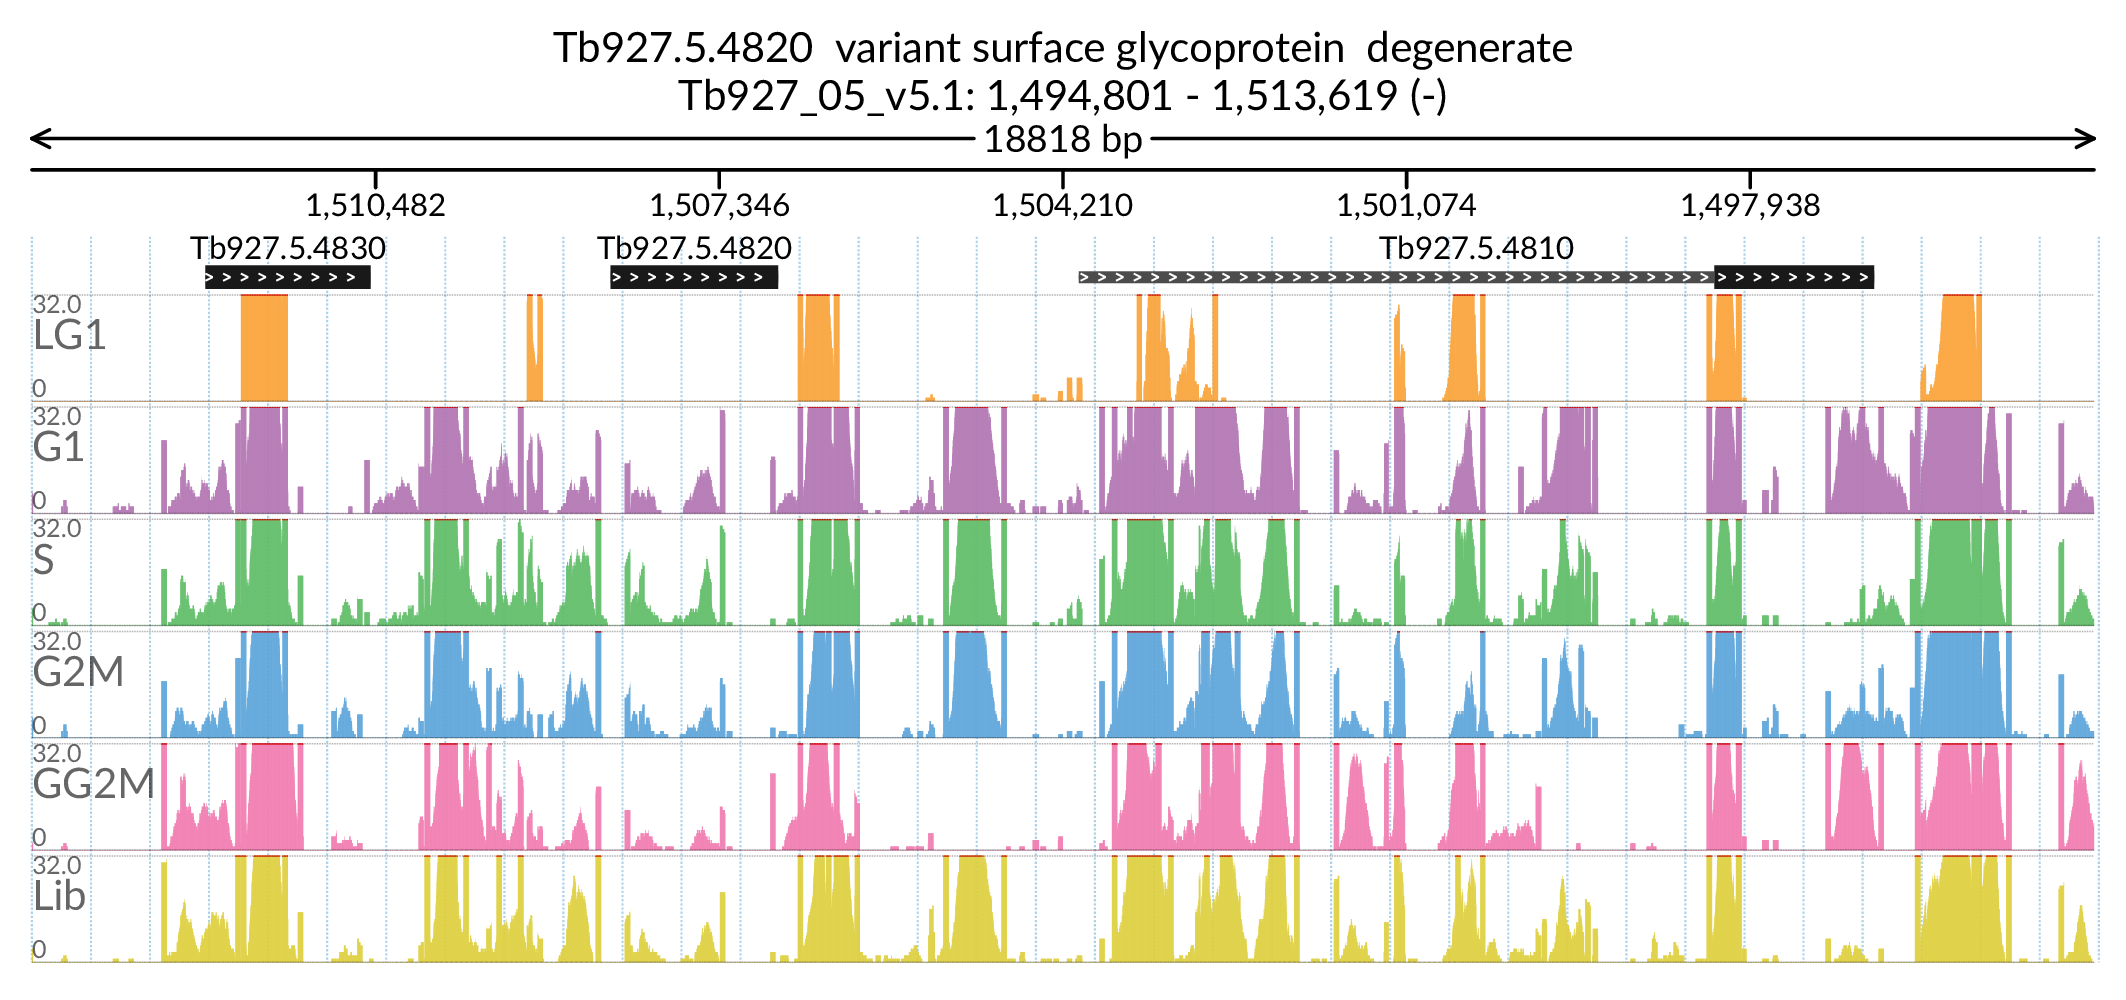 Tb927.5.4820 variant surface glycoprotein degenerate
Tb927_05_v5.1: 1,494,801 - 1,513,619 (-)
18818 bp
1,510,482 1,507,346 1,504,210 1,501,074 1,497,938
Tb927.5.4830 Tb927.5.4820 Tb927.5.4810
32.0
LG1
0
32.0
G1
0
32.0
S
0
32.0
G2M
0
32.0
GG2M
0
32.0
Lib
0